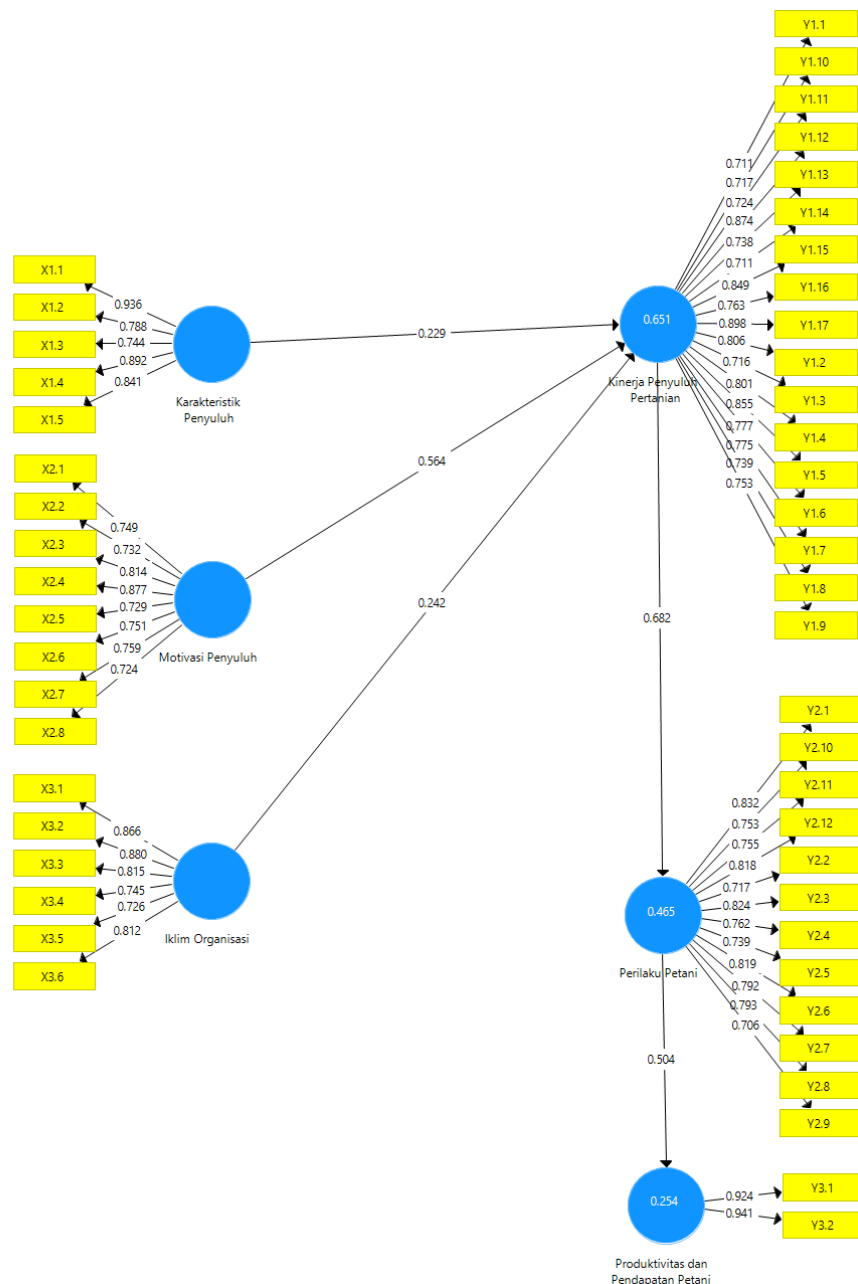 X1.1
X1.2
X1.3
X1.4
X1.5
0.936
0.788
0.744
0.892
0.841
Karakteristik
Penyuluh
0.229
X2.1
X2.2
X2.3
X2.4
X2.5
X2.6
X2.7
X2.8
0.749
0.732
0.814
0.877
0.729
0.751
0.759
0.724
Motivasi Penyuluh
0.564
X3.1
X3.2
X3.3
X3.4
X3.5
X3.6
0.866
0.880
0.815
0.745
0.726
0.812
Iklim Organisasi
0.242
0.651
Kinerja Penyuluh
Pertanian
0.711
0.717
0.724
0.874
0.738
0.711
0.849
0.763
0.898
0.806
0.716
0.801
0.855
0.777
0.775
0.739
0.753
Y1.1
Y1.10
Y1.11
Y1.12
Y1.13
Y1.14
Y1.15
Y1.16
Y1.17
Y1.2
Y1.3
Y1.4
Y1.5
Y1.6
Y1.7
Y1.8
Y1.9
0.682
0.465
Perilaku Petani
0.832
0.753
0.755
0.818
0.717
0.824
0.762
0.739
0.819
0.792
0.793
0.706
Y2.1
Y2.10
Y2.11
Y2.12
Y2.2
Y2.3
Y2.4
Y2.5
Y2.6
Y2.7
Y2.8
Y2.9
0.504
0.254
Produktivitas dan
Pendapatan Petani
0.924
0.941
Y3.1
Y3.2